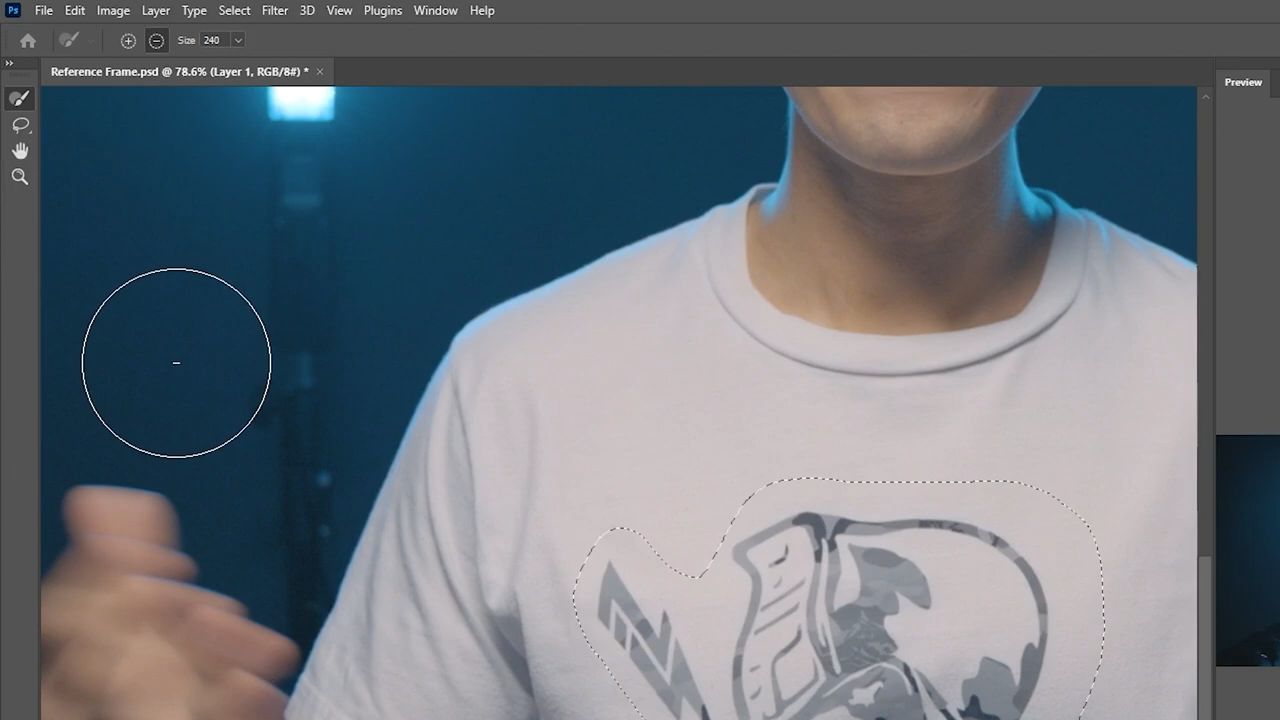 Ps File Edit Image Layer Type Select Filter 3D View Plugins Window Help
Size 240
Reference Frame.psd @ 78.6% (Layer 1, RGB/8#) * ×
Preview